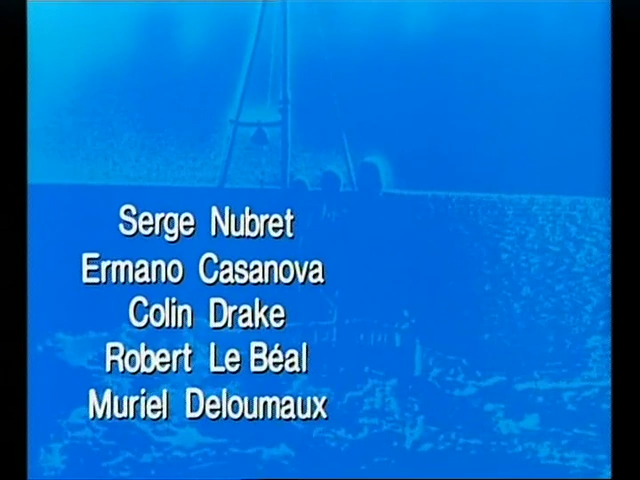 Serge Nubret
Ermano Casanova
Colin Drake
Robert Le Béal
Muriel Deloumaux